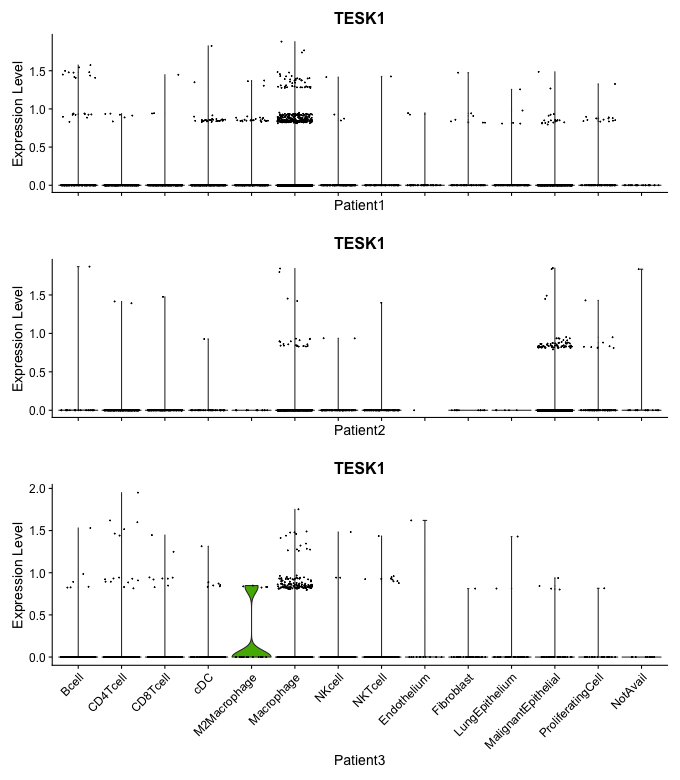 TESK1
Expression Level
1.5
1.0
0.5
0.0
Patient1
TESK1
Expression Level
1.5
1.0
0.5
0.0
Patient2
TESK1
Expression Level
2.0
1.5
1.0
0.5
0.0
Bcell
CD4Tcell
CD8Tcell
cDC
M2Macrophage
Macrophage
NKcell
NKTcell
Endothelium
Fibroblast
LungEpithelium
MalignantEpithelial
ProliferatingCell
NotAvail
Patient3